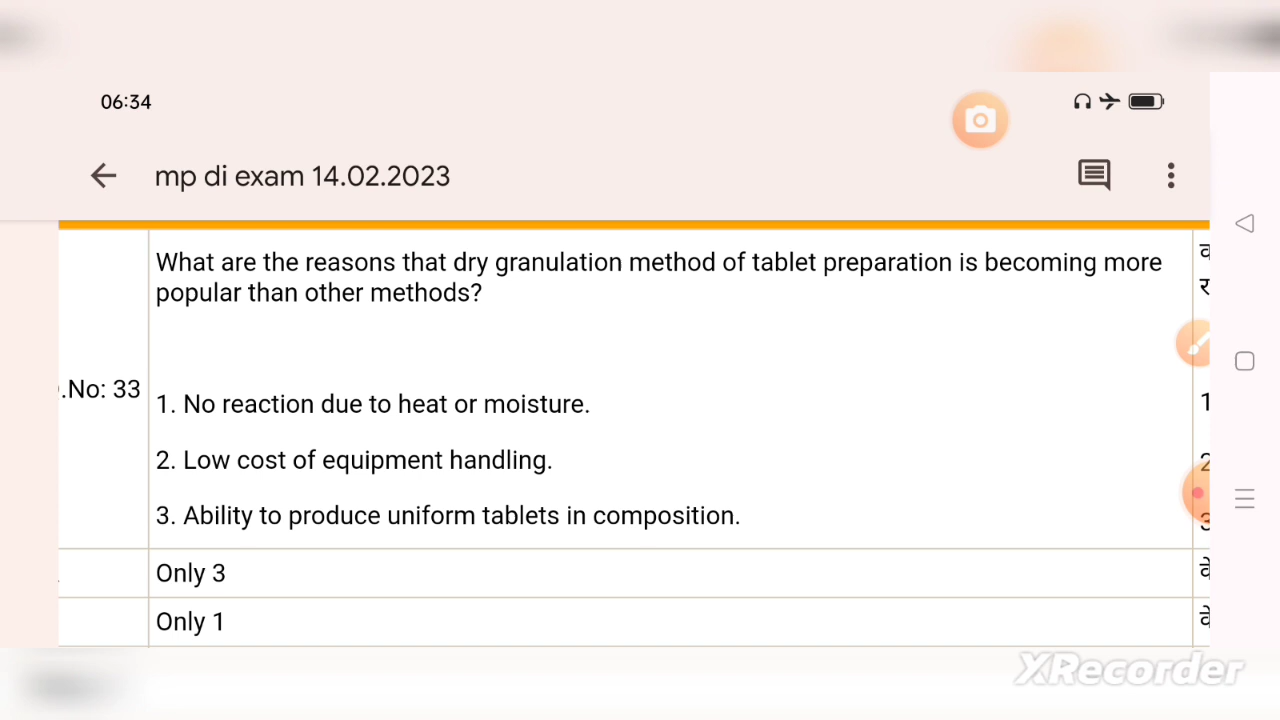 06:34
mp di exam 14.02.2023
What are the reasons that dry granulation method of tablet preparation is becoming more
popular than other methods?
.No: 33
1. No reaction due to heat or moisture.
2. Low cost of equipment handling.
3. Ability to produce uniform tablets in composition.
Only 3
Only 1
XRecorder